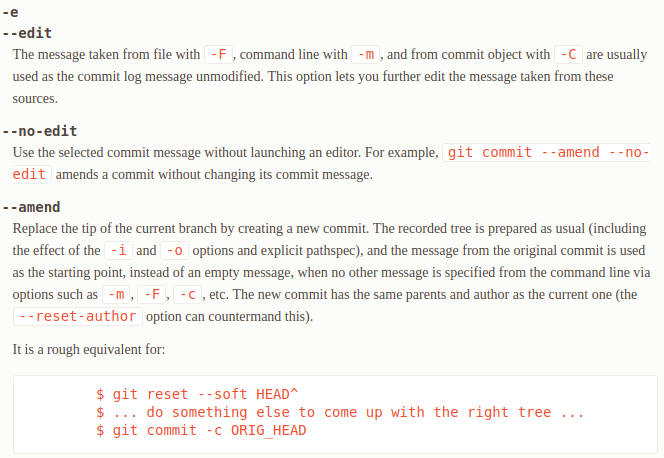 -e
--edit
The message taken from file with -F, command line with -m, and from commit object with -C are usually
used as the commit log message unmodified. This option lets you further edit the message taken from these
sources.
--no-edit
Use the selected commit message without launching an editor. For example, git commit --amend --no-
edit amends a commit without changing its commit message.
--amend
Replace the tip of the current branch by creating a new commit. The recorded tree is prepared as usual (including
the effect of the -i and -o options and explicit pathspec), and the message from the original commit is used
as the starting point, instead of an empty message, when no other message is specified from the command line via
options such as -m, -F, -c, etc. The new commit has the same parents and author as the current one (the
--reset-author option can countermand this).
It is a rough equivalent for:
$ git reset --soft HEAD^
$ ... do something else to come up with the right tree ...
$ git commit -c ORIG_HEAD